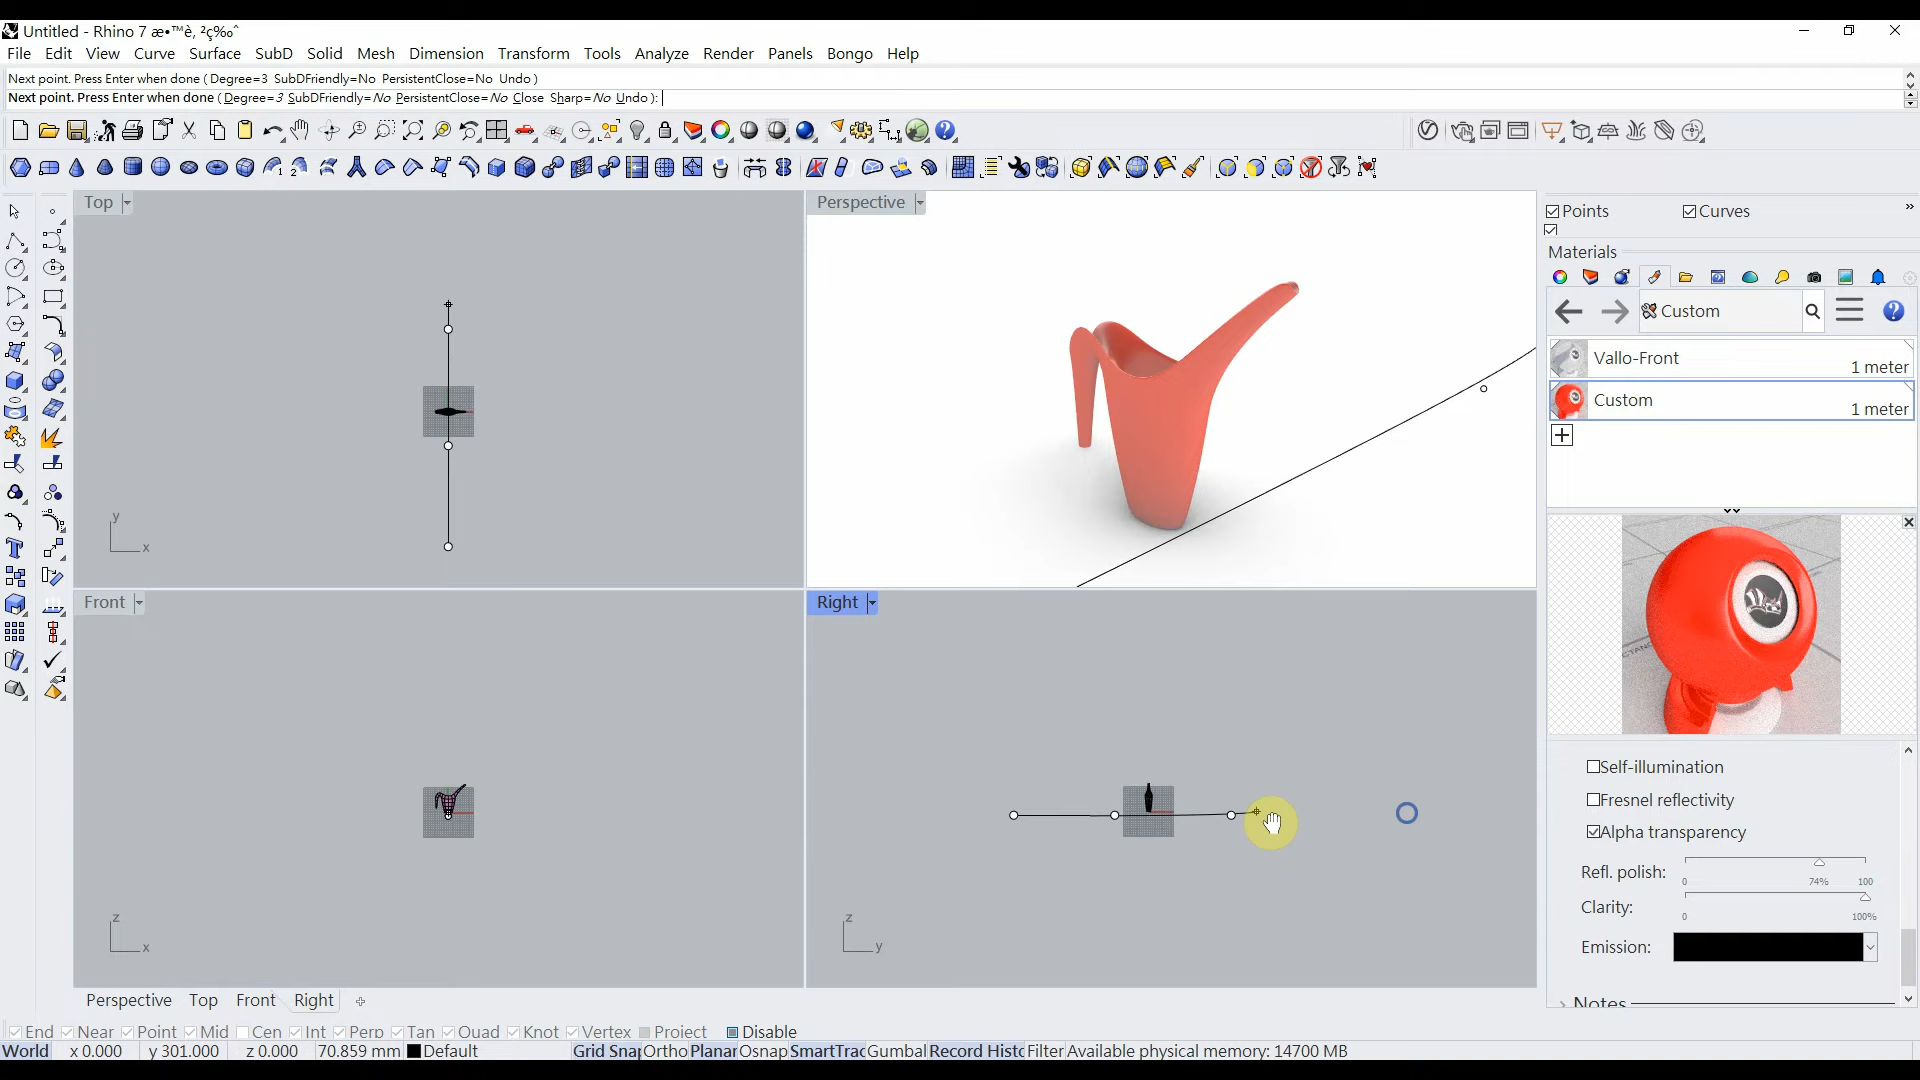 Untitled - Rhino 7 æ•™è‚²ç‰ˆ
File Edit View Curve Surface SubD Solid Mesh Dimension Transform Tools Analyze Render Panels Bongo Help
Next point. Press Enter when done ( Degree=3 SubDFriendly=No PersistentClose=No Undo )
Next point. Press Enter when done ( Degree=3 SubDFriendly=No PersistentClose=No Close Sharp=No Undo ):
Top
Perspective
Points Curves
Materials
Custom
Vallo-Front
1 meter
Custom
1 meter
y
x
Front
Right
Self-illumination
Fresnel reflectivity
Alpha transparency
Refl. polish:
0 74% 100
Clarity:
0 100%
Emission:
z
x
z
y
Notes
Perspective Top Front Right
End Near Point Mid Cen Int Perp Tan Quad Knot Vertex Project Disable
World x 0.000 y 301.000 z 0.000 70.859 mm Default Grid Snap Ortho Planar Osnap SmartTrac Gumbal Record Histo Filter Available physical memory: 14700 MB